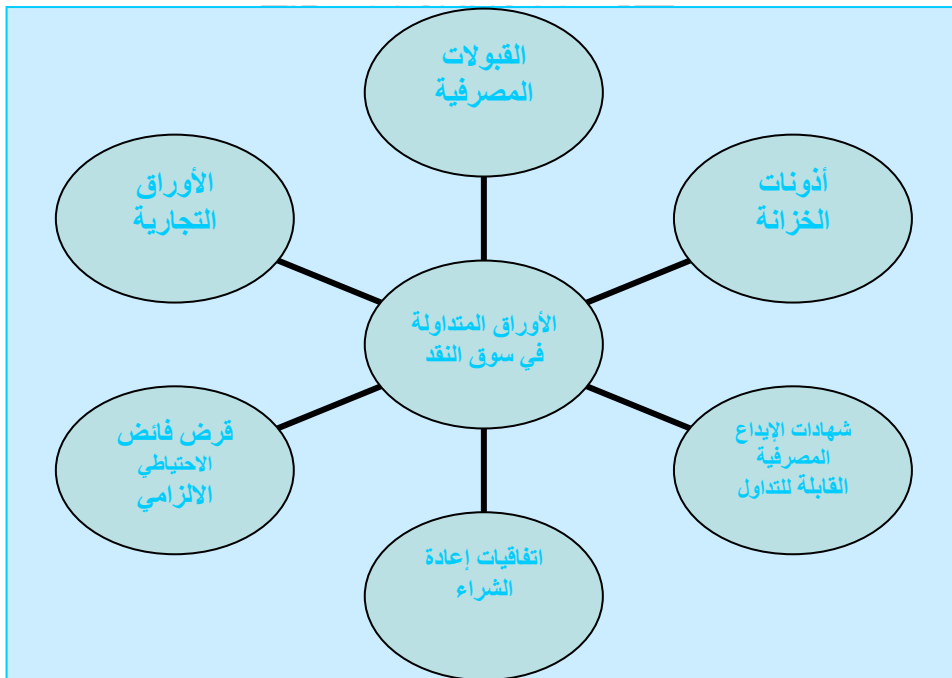 القبولات
المصرفية
أذونات
الخزانة
الأوراق
التجارية
الأوراق المتداولة
في سوق النقد
شهادات الإيداع
المصرفية
القابلة للتداول
قرض فائض
الاحتياطي
الالزامي
اتفاقيات إعادة
الشراء